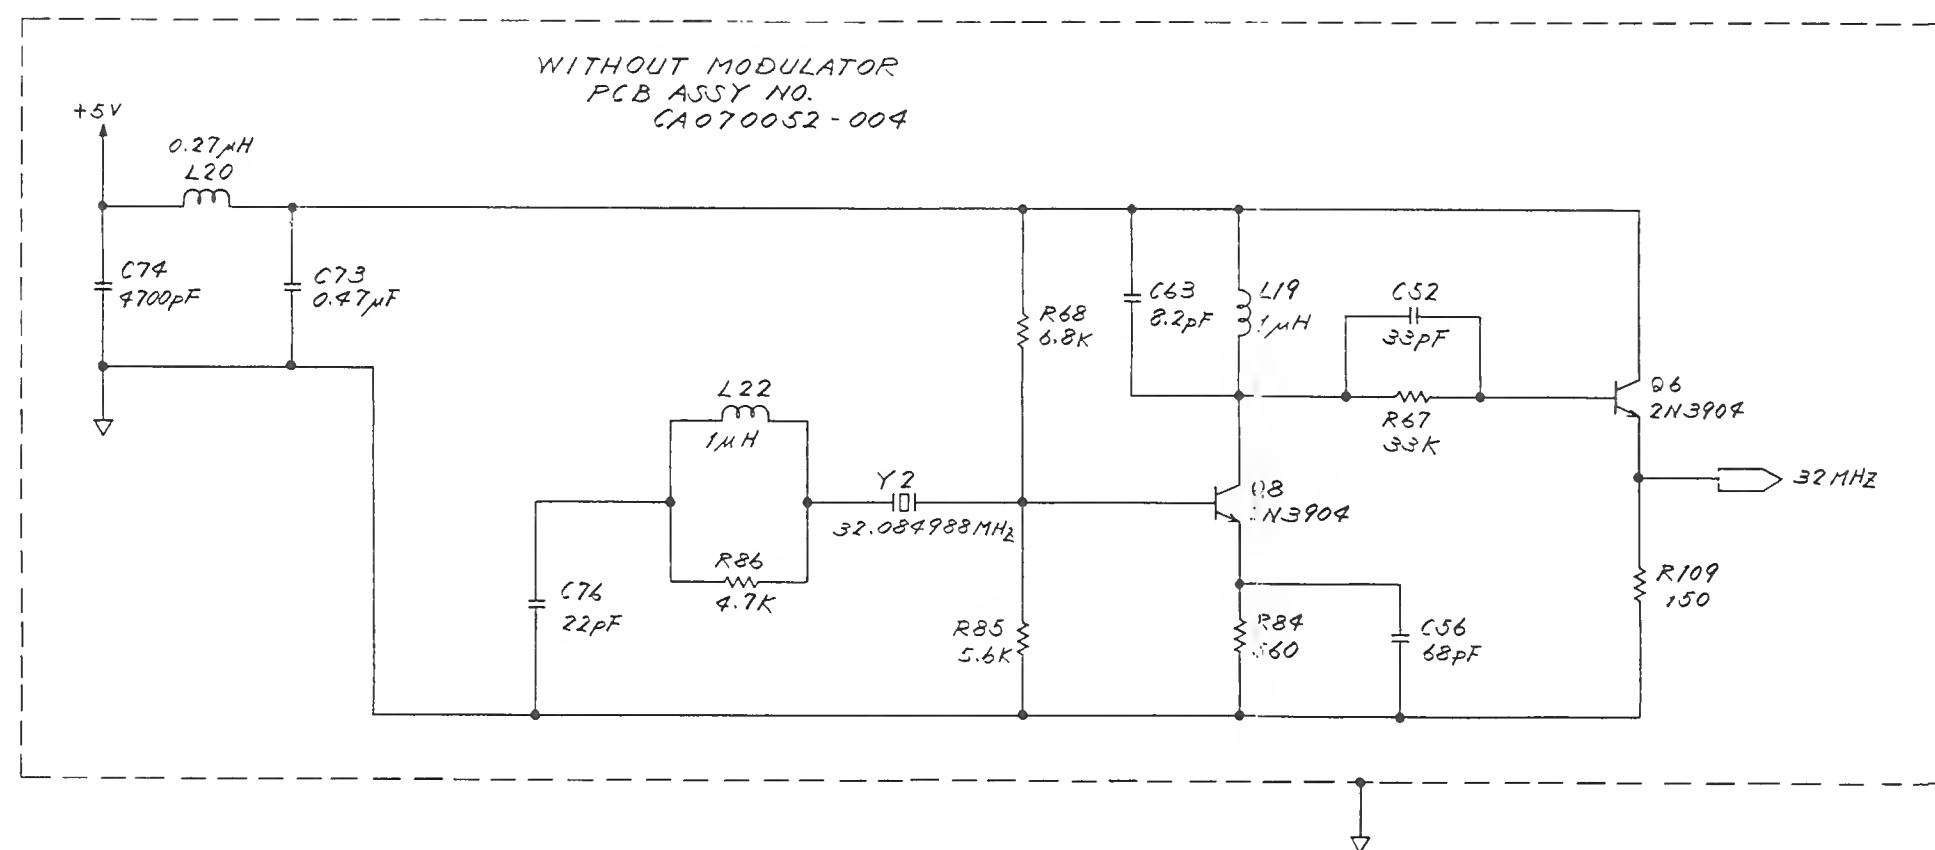 WITHOUT MODULATOR
PCB ASSY NO.
CA070052-004
+5V
0.27μH
L20
C74
4700pF
C73
0.47μF
R68
6.8K
C63
8.2pF
L19
1μH
C52
33pF
R67
33K
Q6
2N3904
L22
1μH
Y2
32.084988MHz
Q8
N3904
32MHZ
R86
4.7K
C76
22pF
R85
5.6K
R84
560
C56
68pF
R109
150